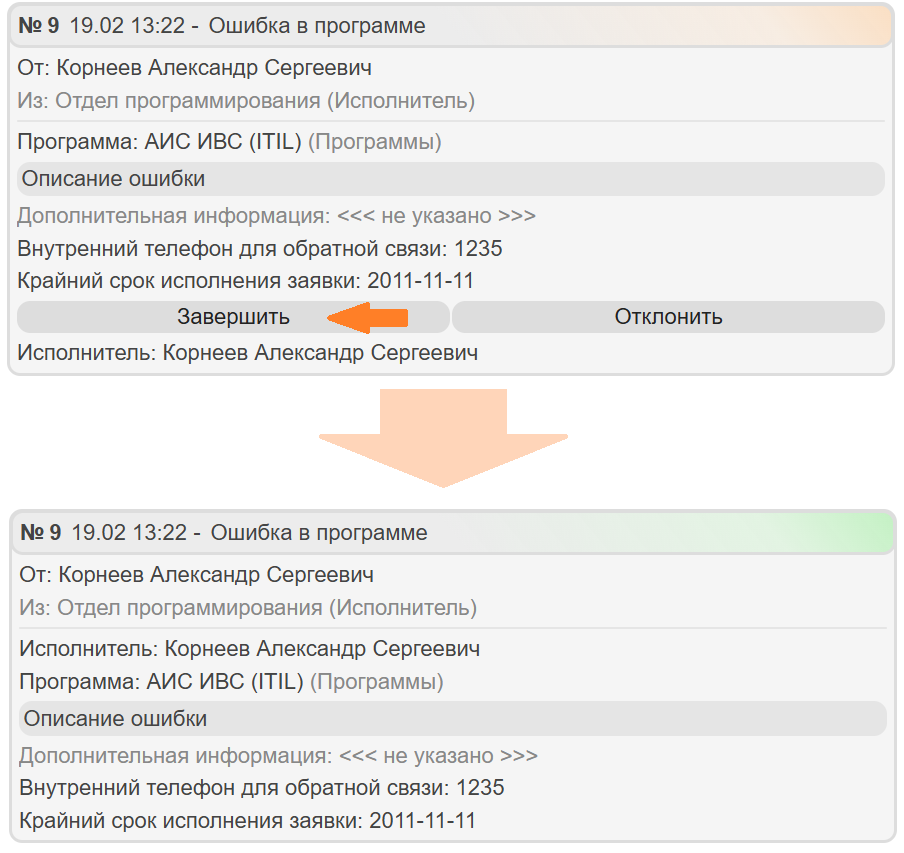 № 9 19.02 13:22 - Ошибка в программе
От: Корнеев Александр Сергеевич
Из: Отдел программирования (Исполнитель)
Программа: АИС ИВС (ITIL) (Программы)
Описание ошибки
Дополнительная информация: <<< не указано >>>
Внутренний телефон для обратной связи: 1235
Крайний срок исполнения заявки: 2011-11-11
Завершить Отклонить
Исполнитель: Корнеев Александр Сергеевич
№ 9 19.02 13:22 - Ошибка в программе
От: Корнеев Александр Сергеевич
Из: Отдел программирования (Исполнитель)
Исполнитель: Корнеев Александр Сергеевич
Программа: АИС ИВС (ITIL) (Программы)
Описание ошибки
Дополнительная информация: <<< не указано >>>
Внутренний телефон для обратной связи: 1235
Крайний срок исполнения заявки: 2011-11-11